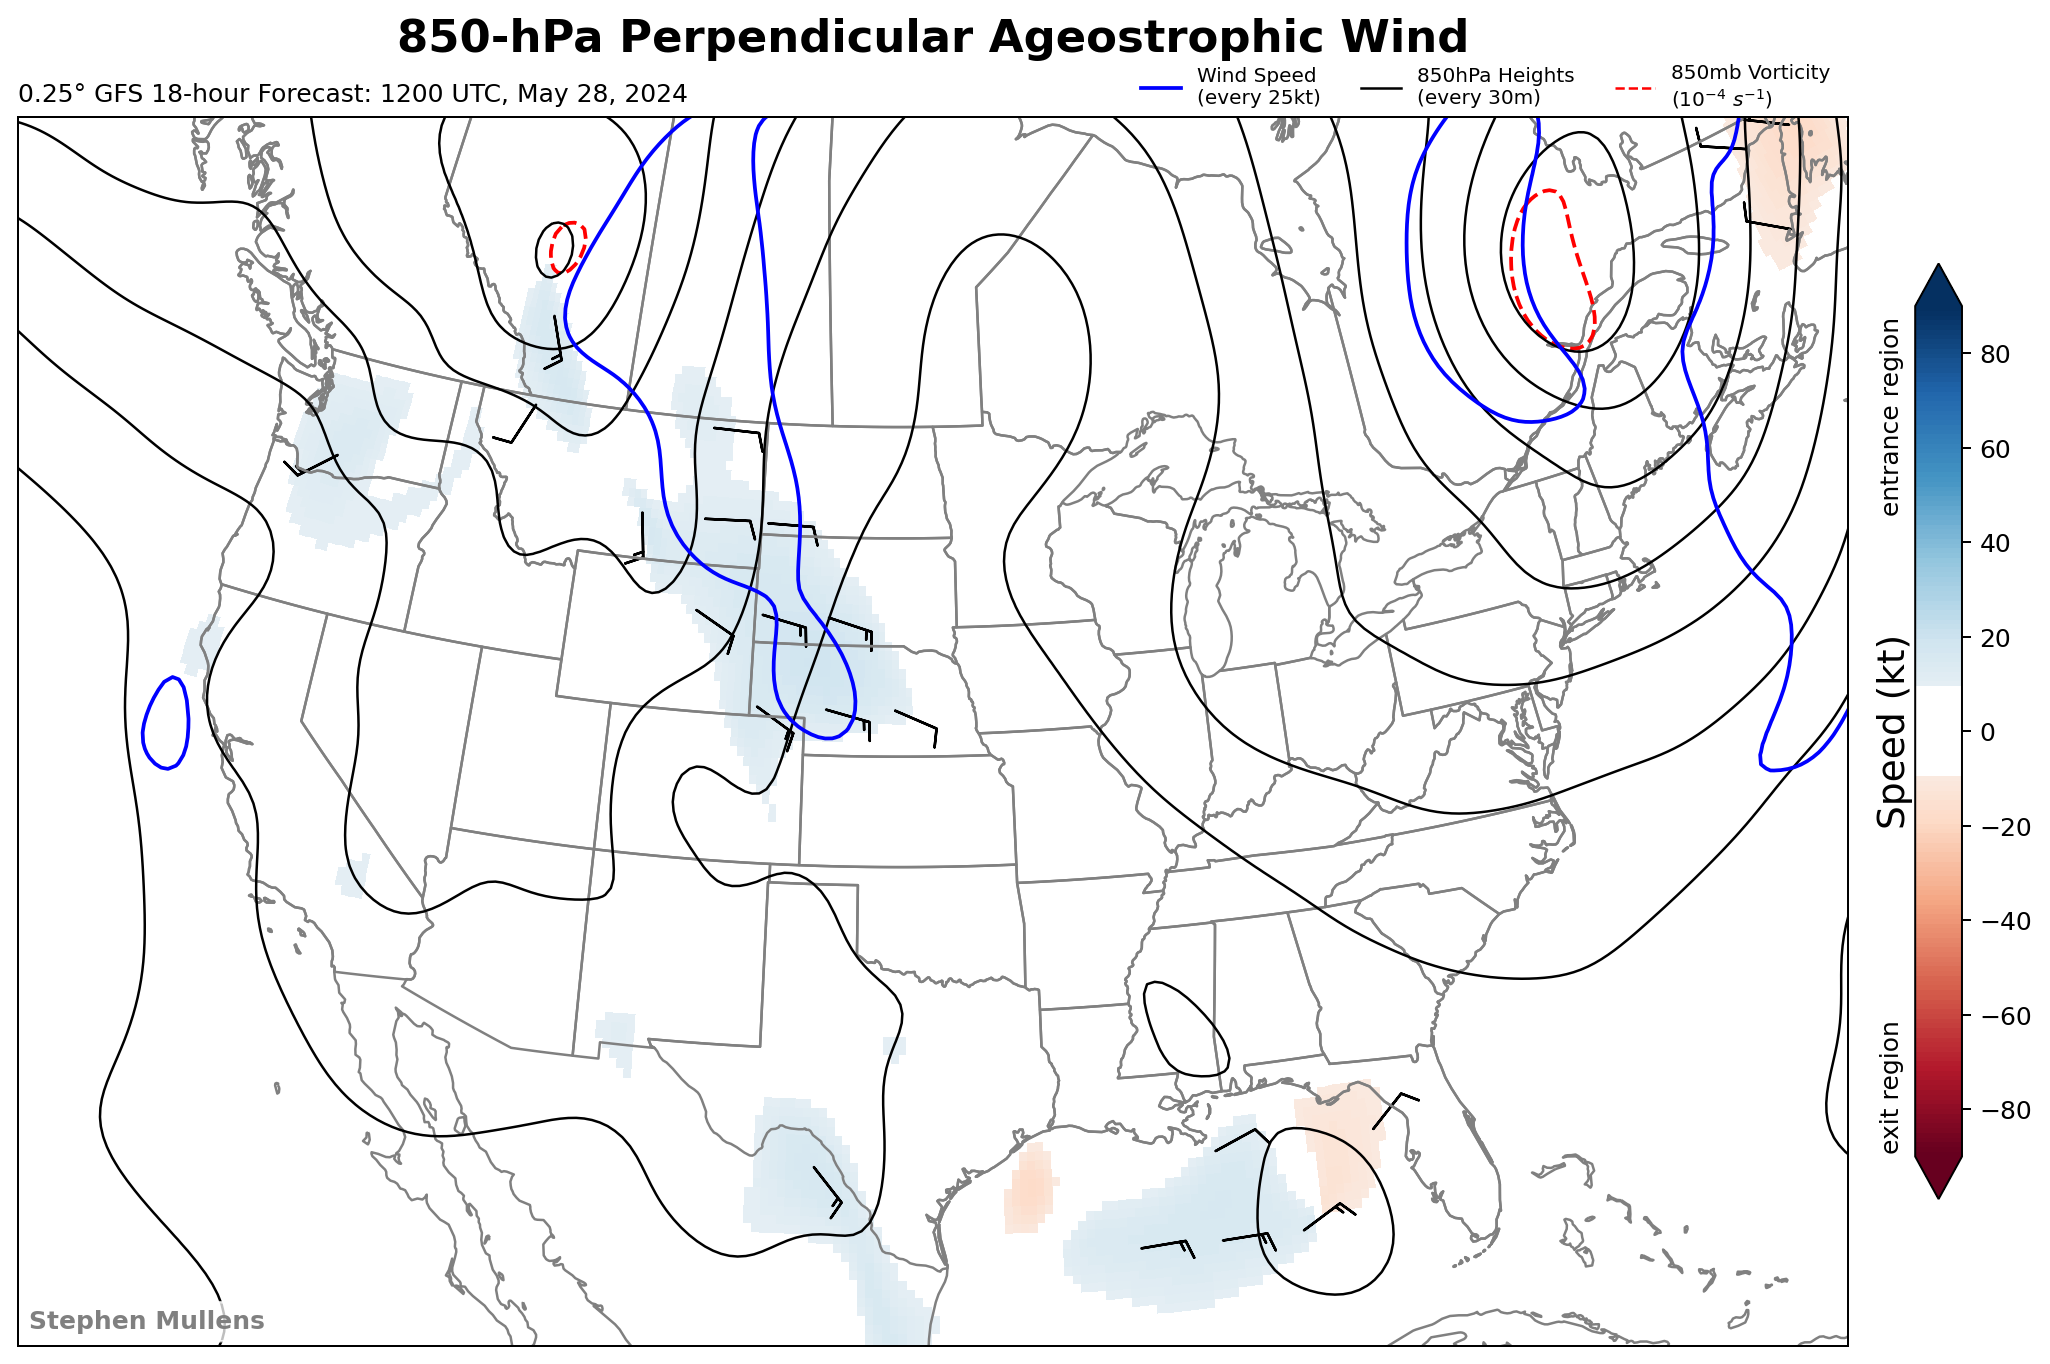 850-hPa Perpendicular Ageostrophic Wind
0.25° GFS 18-hour Forecast: 1200 UTC, May 28, 2024
Wind Speed
(every 25kt)
850hPa Heights
(every 30m)
850mb Vorticity
(10⁻⁴ s⁻¹)
entrance region
Speed (kt)
exit region
80
60
40
20
0
−20
−40
−60
−80
Stephen Mullens